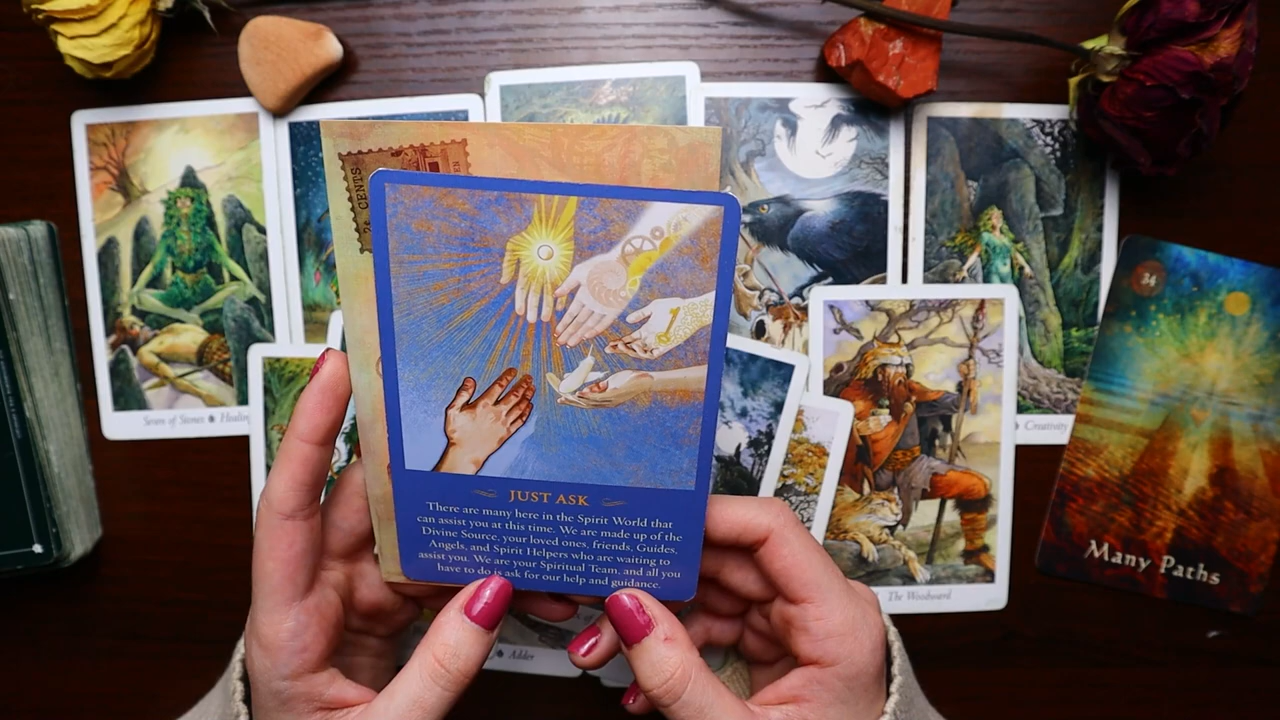 CENTS
JUST ASK
There are many here in the Spirit World that
can assist you at this time. We are made up of the
Divine Source, your loved ones, friends, Guides,
Angels, and Spirit Helpers who are waiting to
assist you. We are your Spiritual Team, and all you
have to do is ask for our help and guidance.
Seven of Stones Healin
Creativity
34
Many Paths
The Woodward
Adder